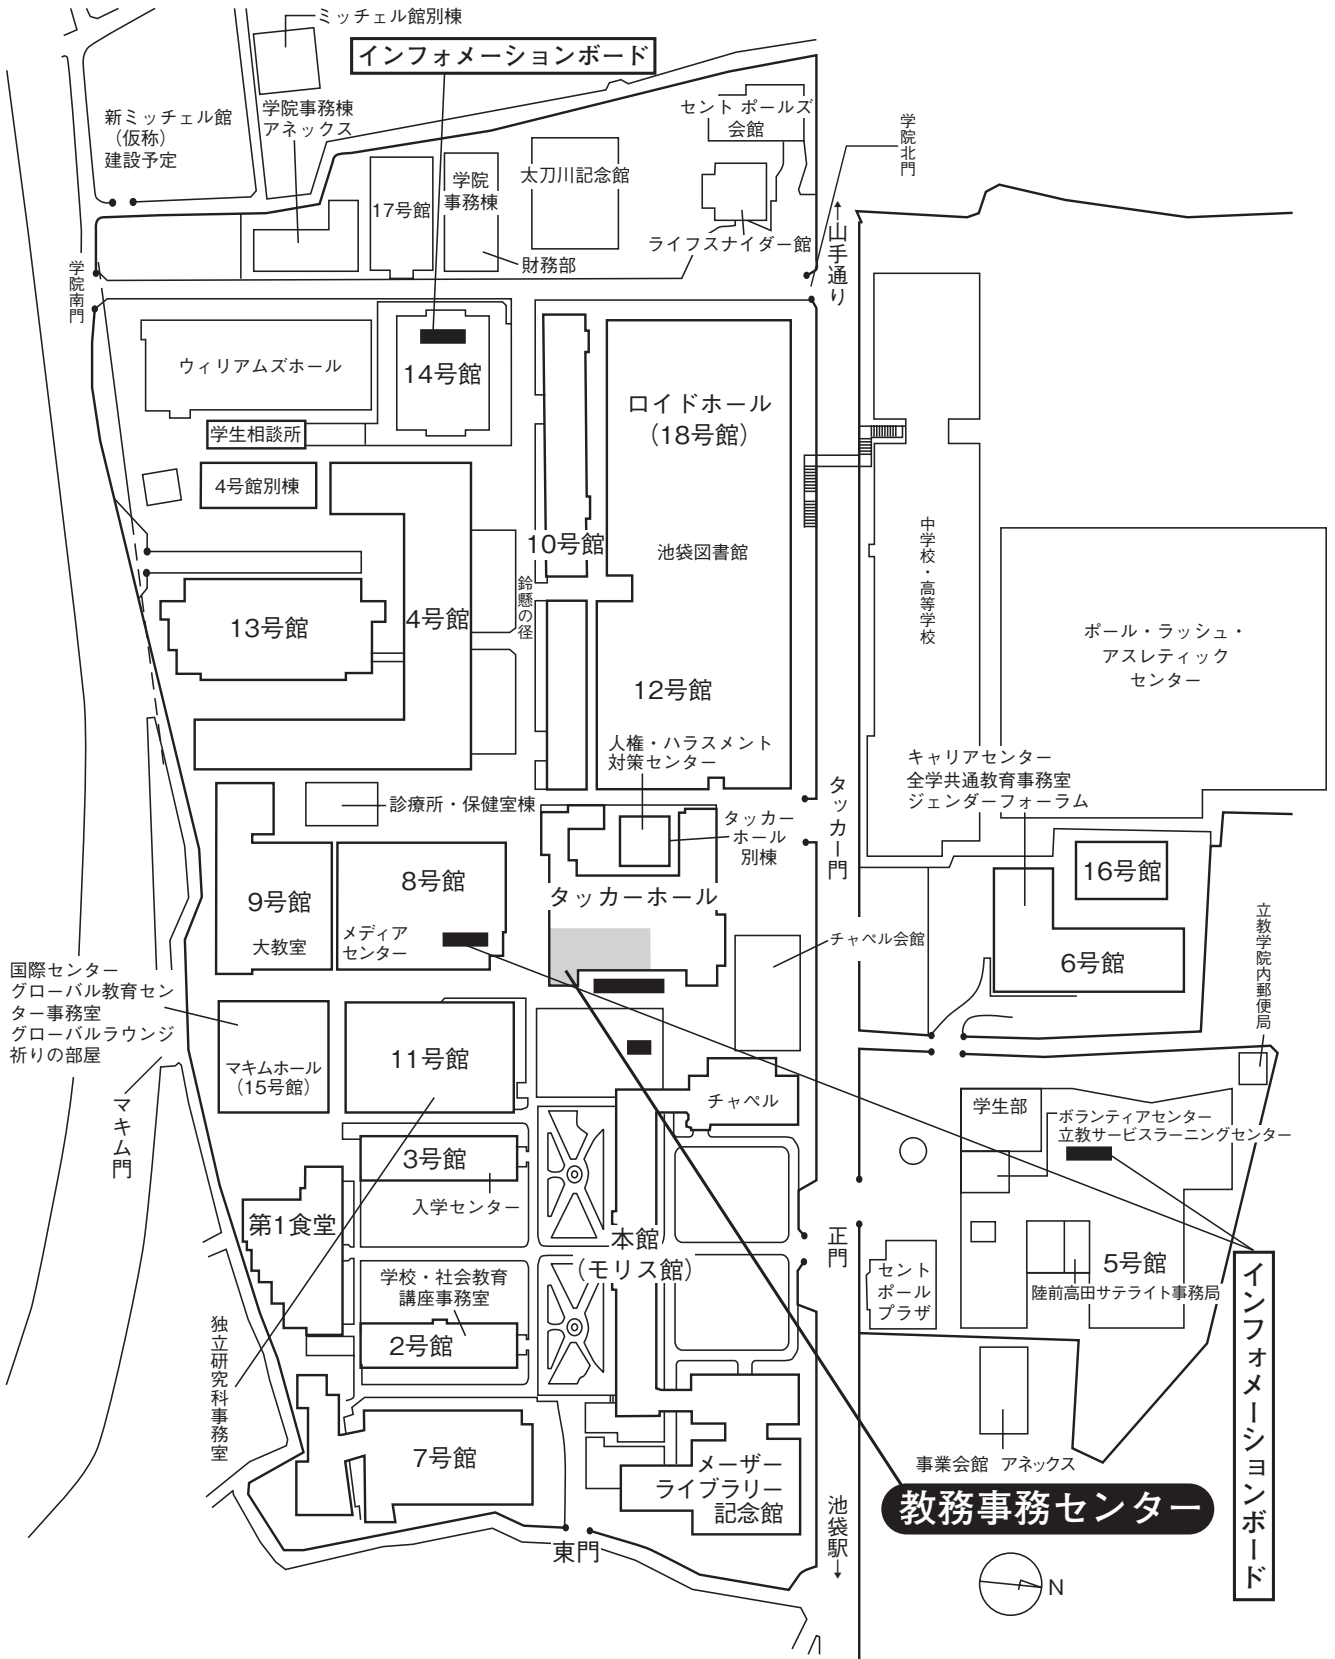 ミッチェル館別棟
インフォメーションボード
新ミッチェル館
(仮称)
建設予定
学院事務棟
アネックス
17号館
学院
事務棟
太刀川記念館
財務部
セント ポールズ
会館
ライフスナイダー館
学院北門
←山手通り
学院南門
ウィリアムズホール
14号館
学生相談所
4号館別棟
ロイドホール
(18号館)
10号館
池袋図書館
鈴懸の径
13号館
4号館
12号館
中学校・高等学校
ポール・ラッシュ・
アスレティック
センター
人権・ハラスメント
対策センター
キャリアセンター
全学共通教育事務室
ジェンダーフォーラム
診療所・保健室棟
タッカー
ホール
別棟
タッカー門
9号館
大教室
8号館
メディア
センター
タッカーホール
チャペル会館
16号館
6号館
立教学院内郵便局
国際センター
グローバル教育セン
ター事務室
グローバルラウンジ
祈りの部屋
マキムホール
(15号館)
11号館
チャペル
学生部
ボランティアセンター
立教サービスラーニングセンター
マキム門
3号館
入学センター
第1食堂
本館
(モリス館)
正門
セント
ポール
プラザ
5号館
陸前高田サテライト事務局
学校・社会教育
講座事務室
2号館
独立研究科事務室
インフォメーションボード
7号館
メーザー
ライブラリー
記念館
事業会館 アネックス
教務事務センター
池袋駅→
東門
N